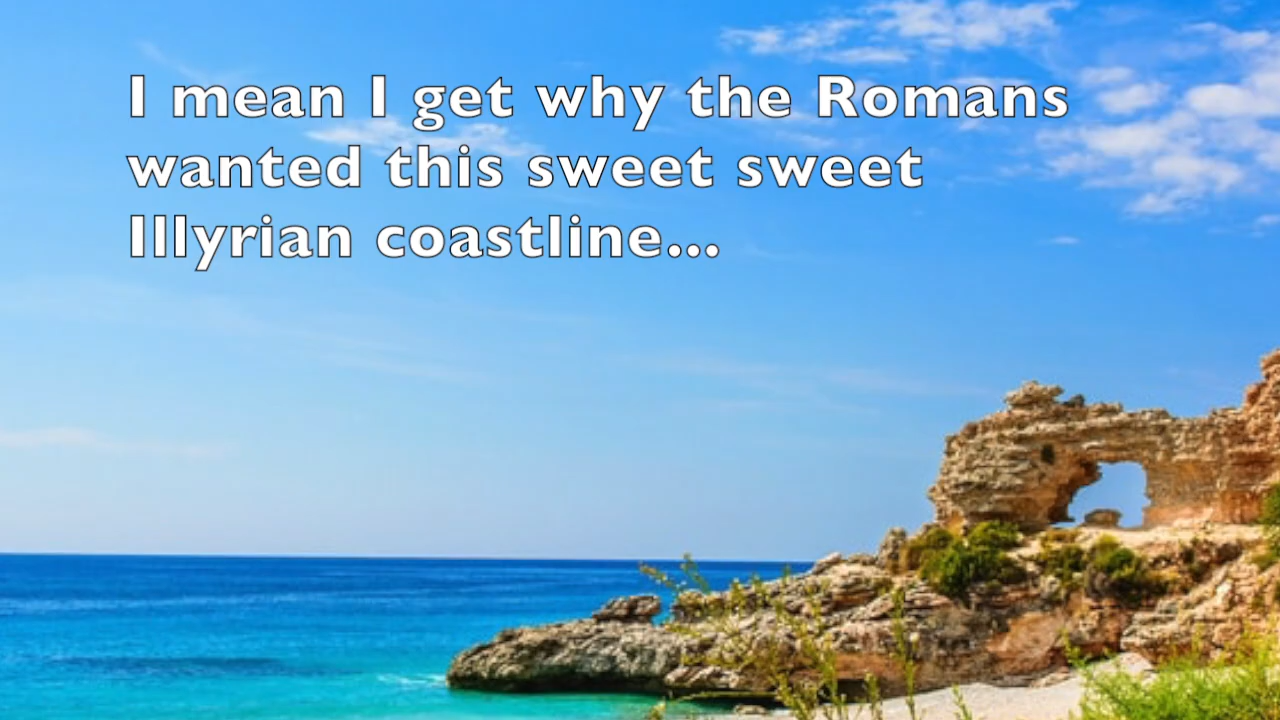 I mean I get why the Romans
wanted this sweet sweet
Illyrian coastline...